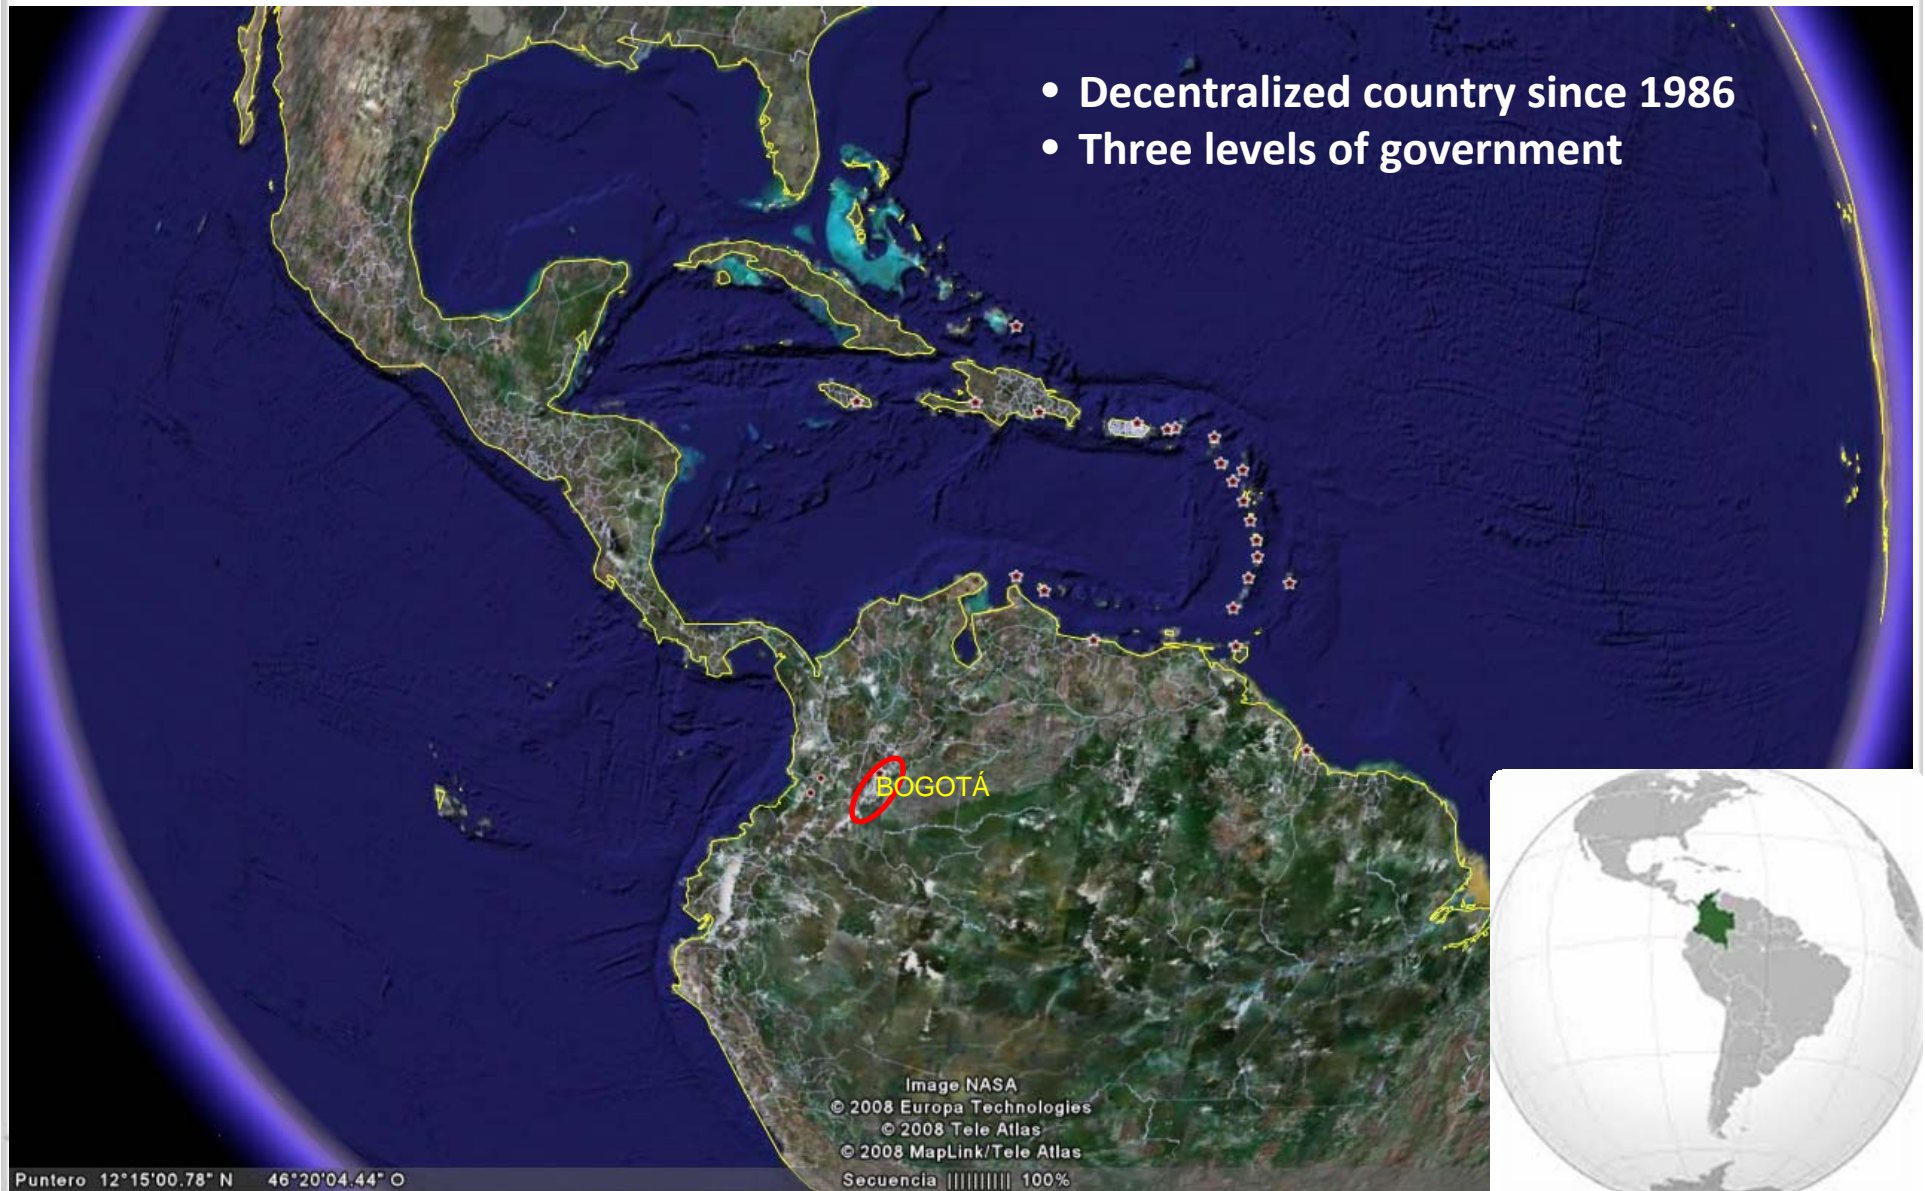 • Decentralized country since 1986
• Three levels of government
BOGOTÁ
Image NASA
© 2008 Europa Technologies
© 2008 Tele Atlas
© 2008 MapLink/Tele Atlas
Puntero 12°15'00.78" N 46°20'04.44" O
Secuencia |||||||||| 100%